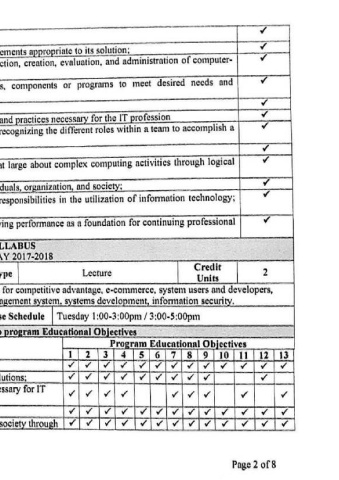 ✓
ements appropriate to its solution; ✓
ction, creation, evaluation, and administration of computer- ✓
s, components or programs to meet desired needs and ✓
✓
and practices necessary for the IT profession ✓
recognizing the different roles within a team to accomplish a ✓
✓
at large about complex computing activities through logical ✓
duals, organization, and society; ✓
responsibilities in the utilization of information technology; ✓
ving performance as a foundation for continuing professional ✓
LLABUS
AY 2017-2018
ype Lecture Credit Units 2
for competitive advantage, e-commerce, system users and developers,
agement system, systems development, information security.
se Schedule Tuesday 1:00-3:00pm / 3:00-5:00pm
o program Educational Objectives
Program Educational Objectives
1 2 3 4 5 6 7 8 9 10 11 12 13
✓ ✓ ✓ ✓ ✓ ✓ ✓ ✓ ✓ ✓ ✓ ✓ ✓
lutions; ✓ ✓ ✓ ✓ ✓ ✓ ✓ ✓ ✓ ✓
ssary for IT ✓ ✓ ✓ ✓ ✓ ✓ ✓ ✓ ✓
✓ ✓ ✓ ✓ ✓ ✓ ✓ ✓ ✓ ✓ ✓ ✓ ✓
society through ✓ ✓ ✓ ✓ ✓ ✓ ✓ ✓ ✓ ✓ ✓ ✓ ✓
Page 2 of 8